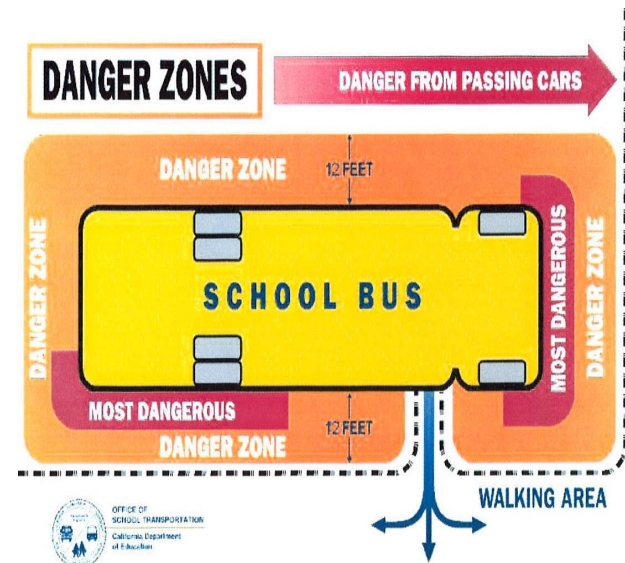 DANGER ZONES
DANGER FROM PASSING CARS
DANGER ZONE
12 FEET
DANGER ZONE
SCHOOL BUS
MOST DANGEROUS
DANGER ZONE
MOST DANGEROUS
DANGER ZONE
12 FEET
WALKING AREA
OFFICE OF
SCHOOL TRANSPORTATION
California Department
of Education